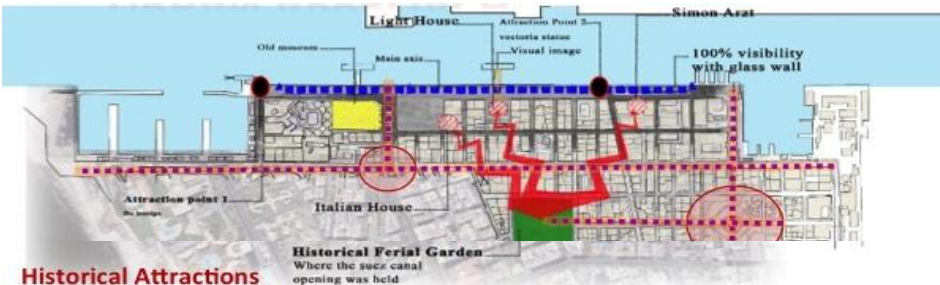 Light House
Attraction Point 2
vectoria statue
Simon Arzt
Old museum
Main axis
Visual image
100% visibility
with glass wall
Attraction point 1
Italian House
Historical Ferial Garden
Where the suez canal
opening was held
Historical Attractions